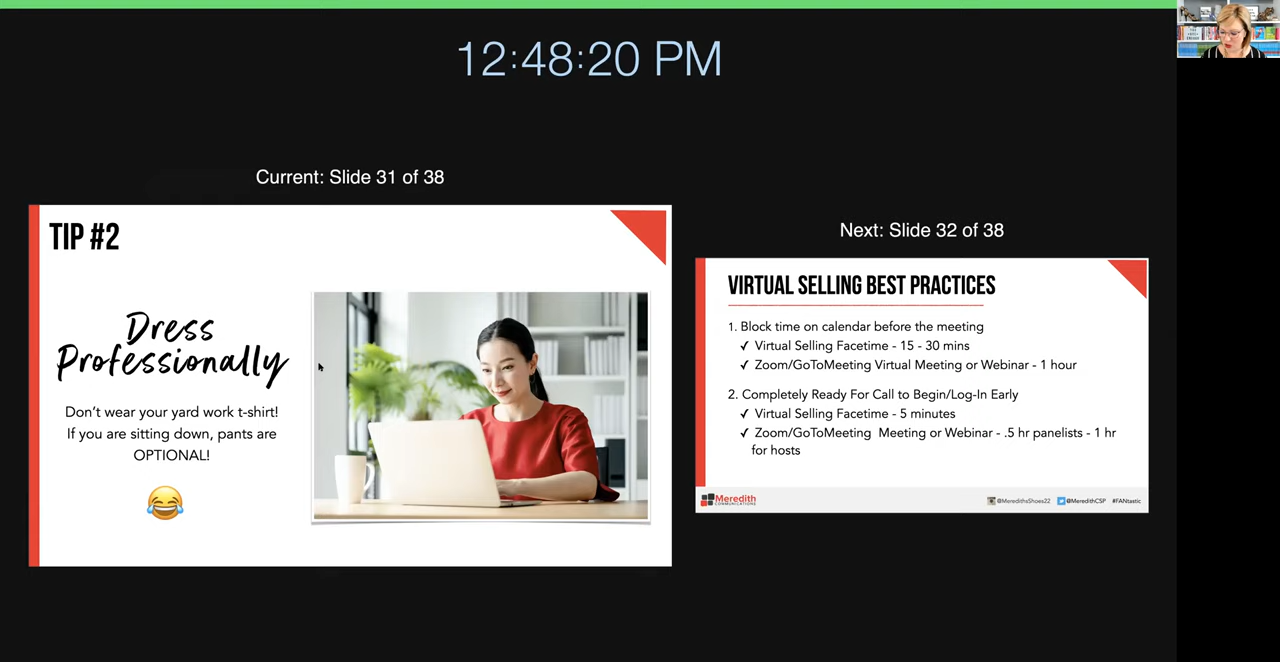 12:48:20 PM
Current: Slide 31 of 38
TIP #2
Dress
Professionally
Don't wear your yard work t-shirt!
If you are sitting down, pants are
OPTIONAL!
Next: Slide 32 of 38
VIRTUAL SELLING BEST PRACTICES
1. Block time on calendar before the meeting
✓ Virtual Selling Facetime - 15 - 30 mins
✓ Zoom/GoToMeeting Virtual Meeting or Webinar - 1 hour
2. Completely Ready For Call to Begin/Log-In Early
✓ Virtual Selling Facetime - 5 minutes
✓ Zoom/GoToMeeting Meeting or Webinar - .5 hr panelists - 1 hr
for hosts
Meredith
COMMUNICATIONS
@MeredithsShoes22 @MeredithCSP #FANtastic